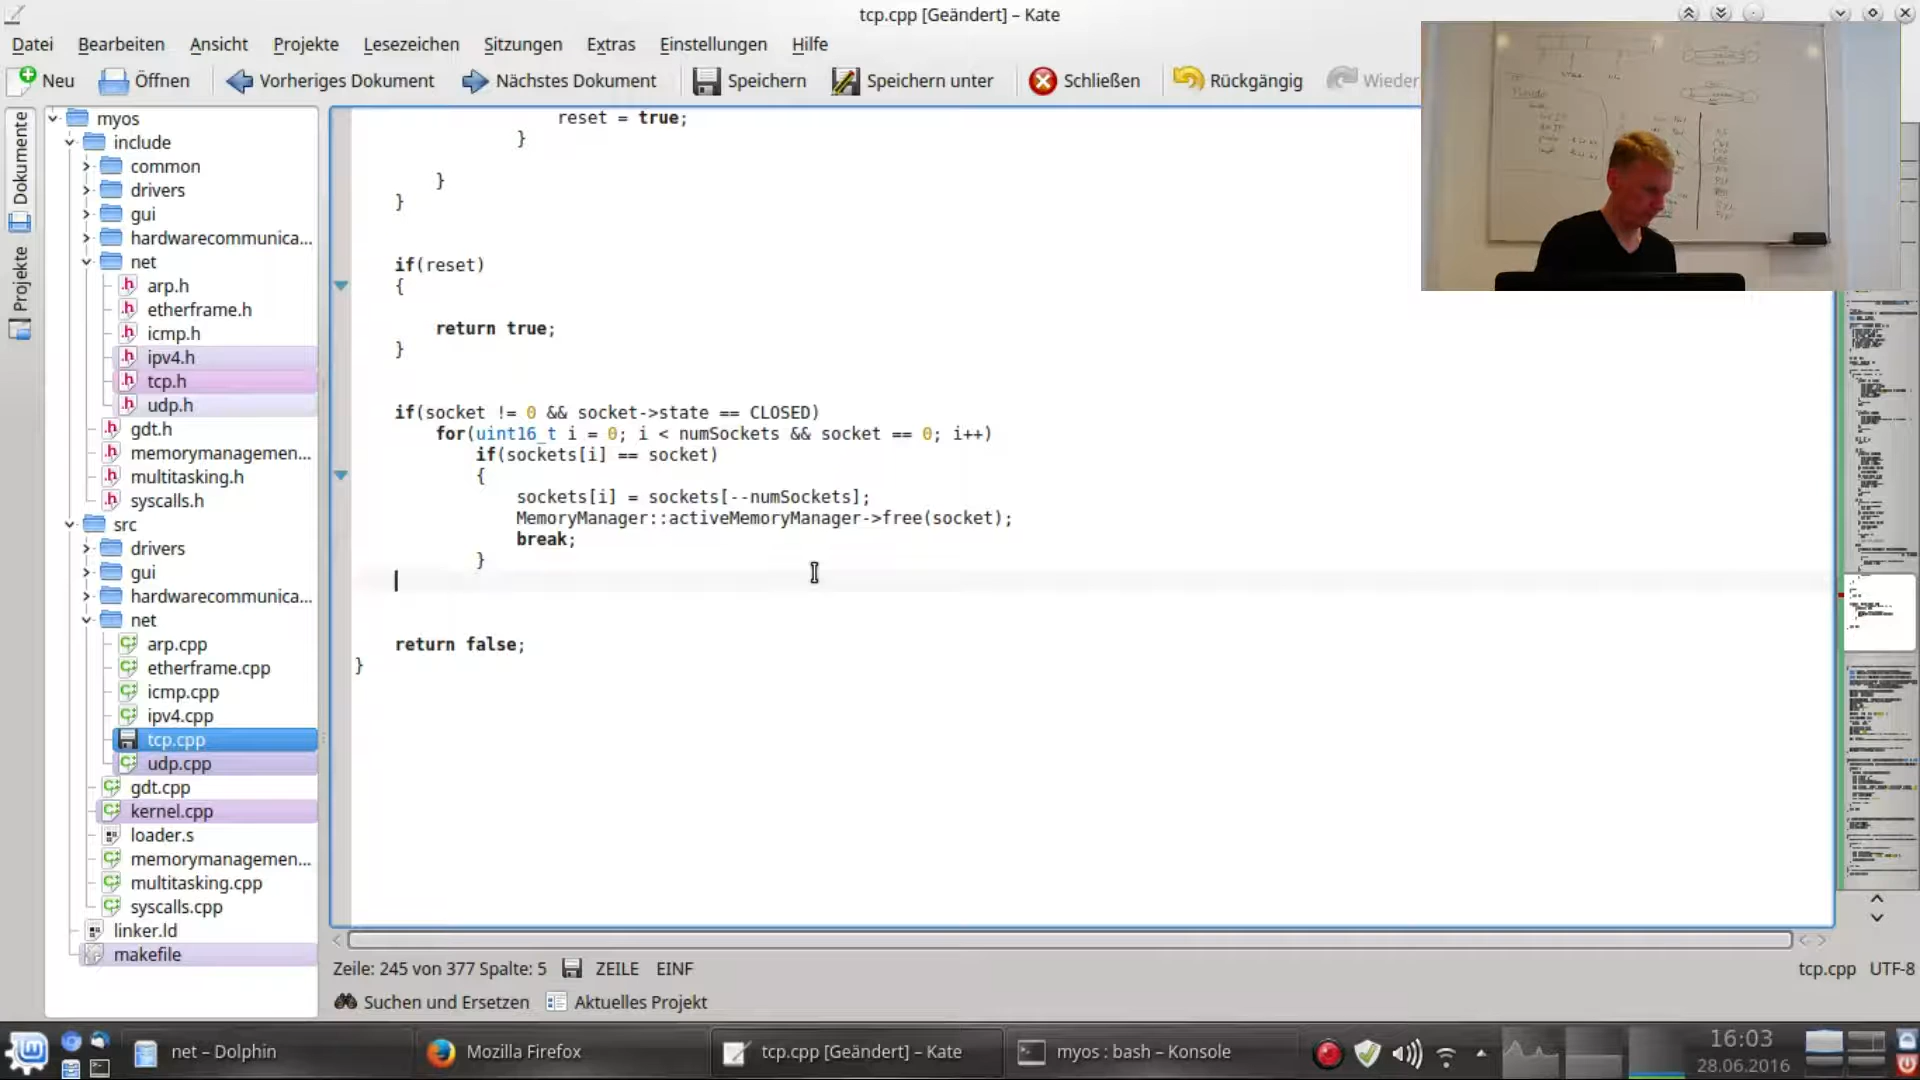 tcp.cpp [Geändert] – Kate
Datei Bearbeiten Ansicht Projekte Lesezeichen Sitzungen Extras Einstellungen Hilfe
Neu Öffnen Vorheriges Dokument Nächstes Dokument Speichern Speichern unter Schließen Rückgängig Wieder
Dokumente
Projekte
myos
include
common
drivers
gui
hardwarecommunica...
net
arp.h
etherframe.h
icmp.h
ipv4.h
tcp.h
udp.h
gdt.h
memorymanagemen...
multitasking.h
syscalls.h
src
drivers
gui
hardwarecommunica...
net
arp.cpp
etherframe.cpp
icmp.cpp
ipv4.cpp
tcp.cpp
udp.cpp
gdt.cpp
kernel.cpp
loader.s
memorymanagemen...
multitasking.cpp
syscalls.cpp
linker.ld
makefile
reset = true;
}
}
}
if(reset)
{
return true;
}
if(socket != 0 && socket->state == CLOSED)
for(uint16_t i = 0; i < numSockets && socket == 0; i++)
if(sockets[i] == socket)
{
sockets[i] = sockets[--numSockets];
MemoryManager::activeMemoryManager->free(socket);
break;
}
return false;
}
Zeile: 245 von 377 Spalte: 5 ZEILE EINF tcp.cpp UTF-8
Suchen und Ersetzen Aktuelles Projekt
net – Dolphin Mozilla Firefox tcp.cpp [Geändert] – Kate myos : bash – Konsole 16:03
28.06.2016